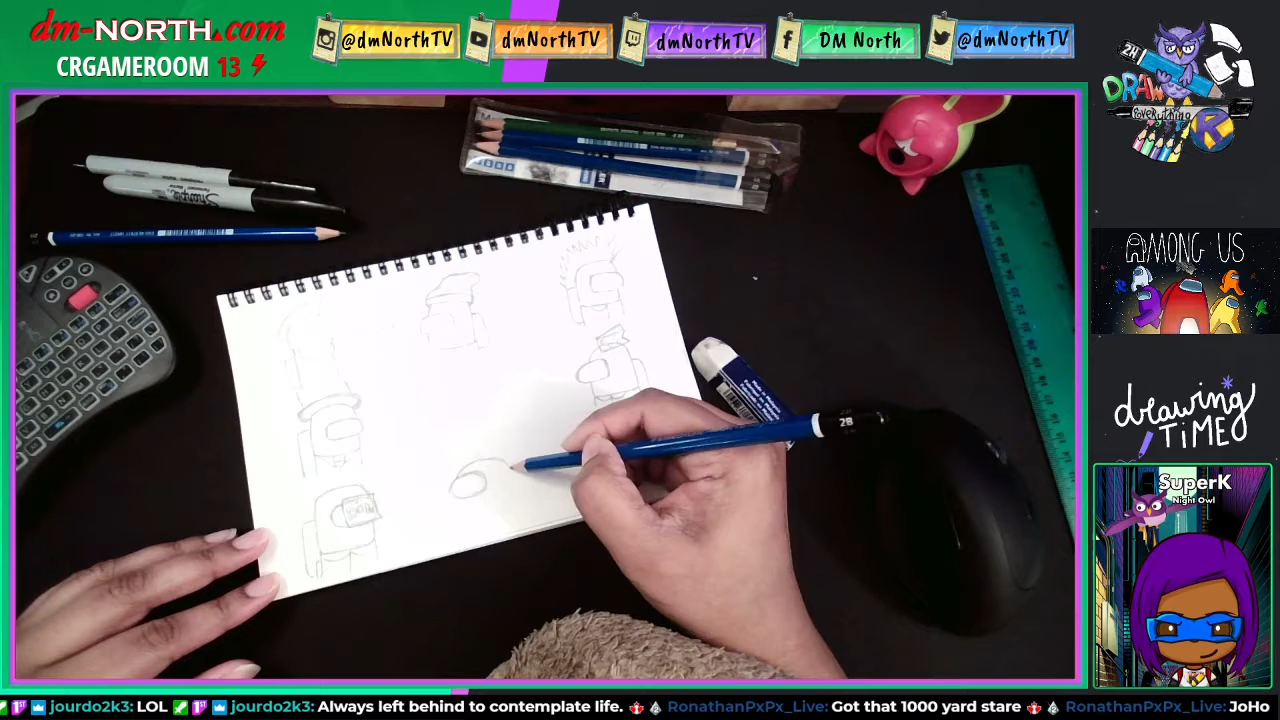 dm-NORTH.com
CRGAMEROOM 13
@dmNorthTV
dmNorthTV
dmNorthTV
DM North
@dmNorthTV
DRAW
Sharpie
2B
AMONG US
drawing
TIME
SuperK
Night Owl
jourdo2k3: LOL jourdo2k3: Always left behind to contemplate life. RonathanPxPx_Live: Got that 1000 yard stare RonathanPxPx_Live: JoHo